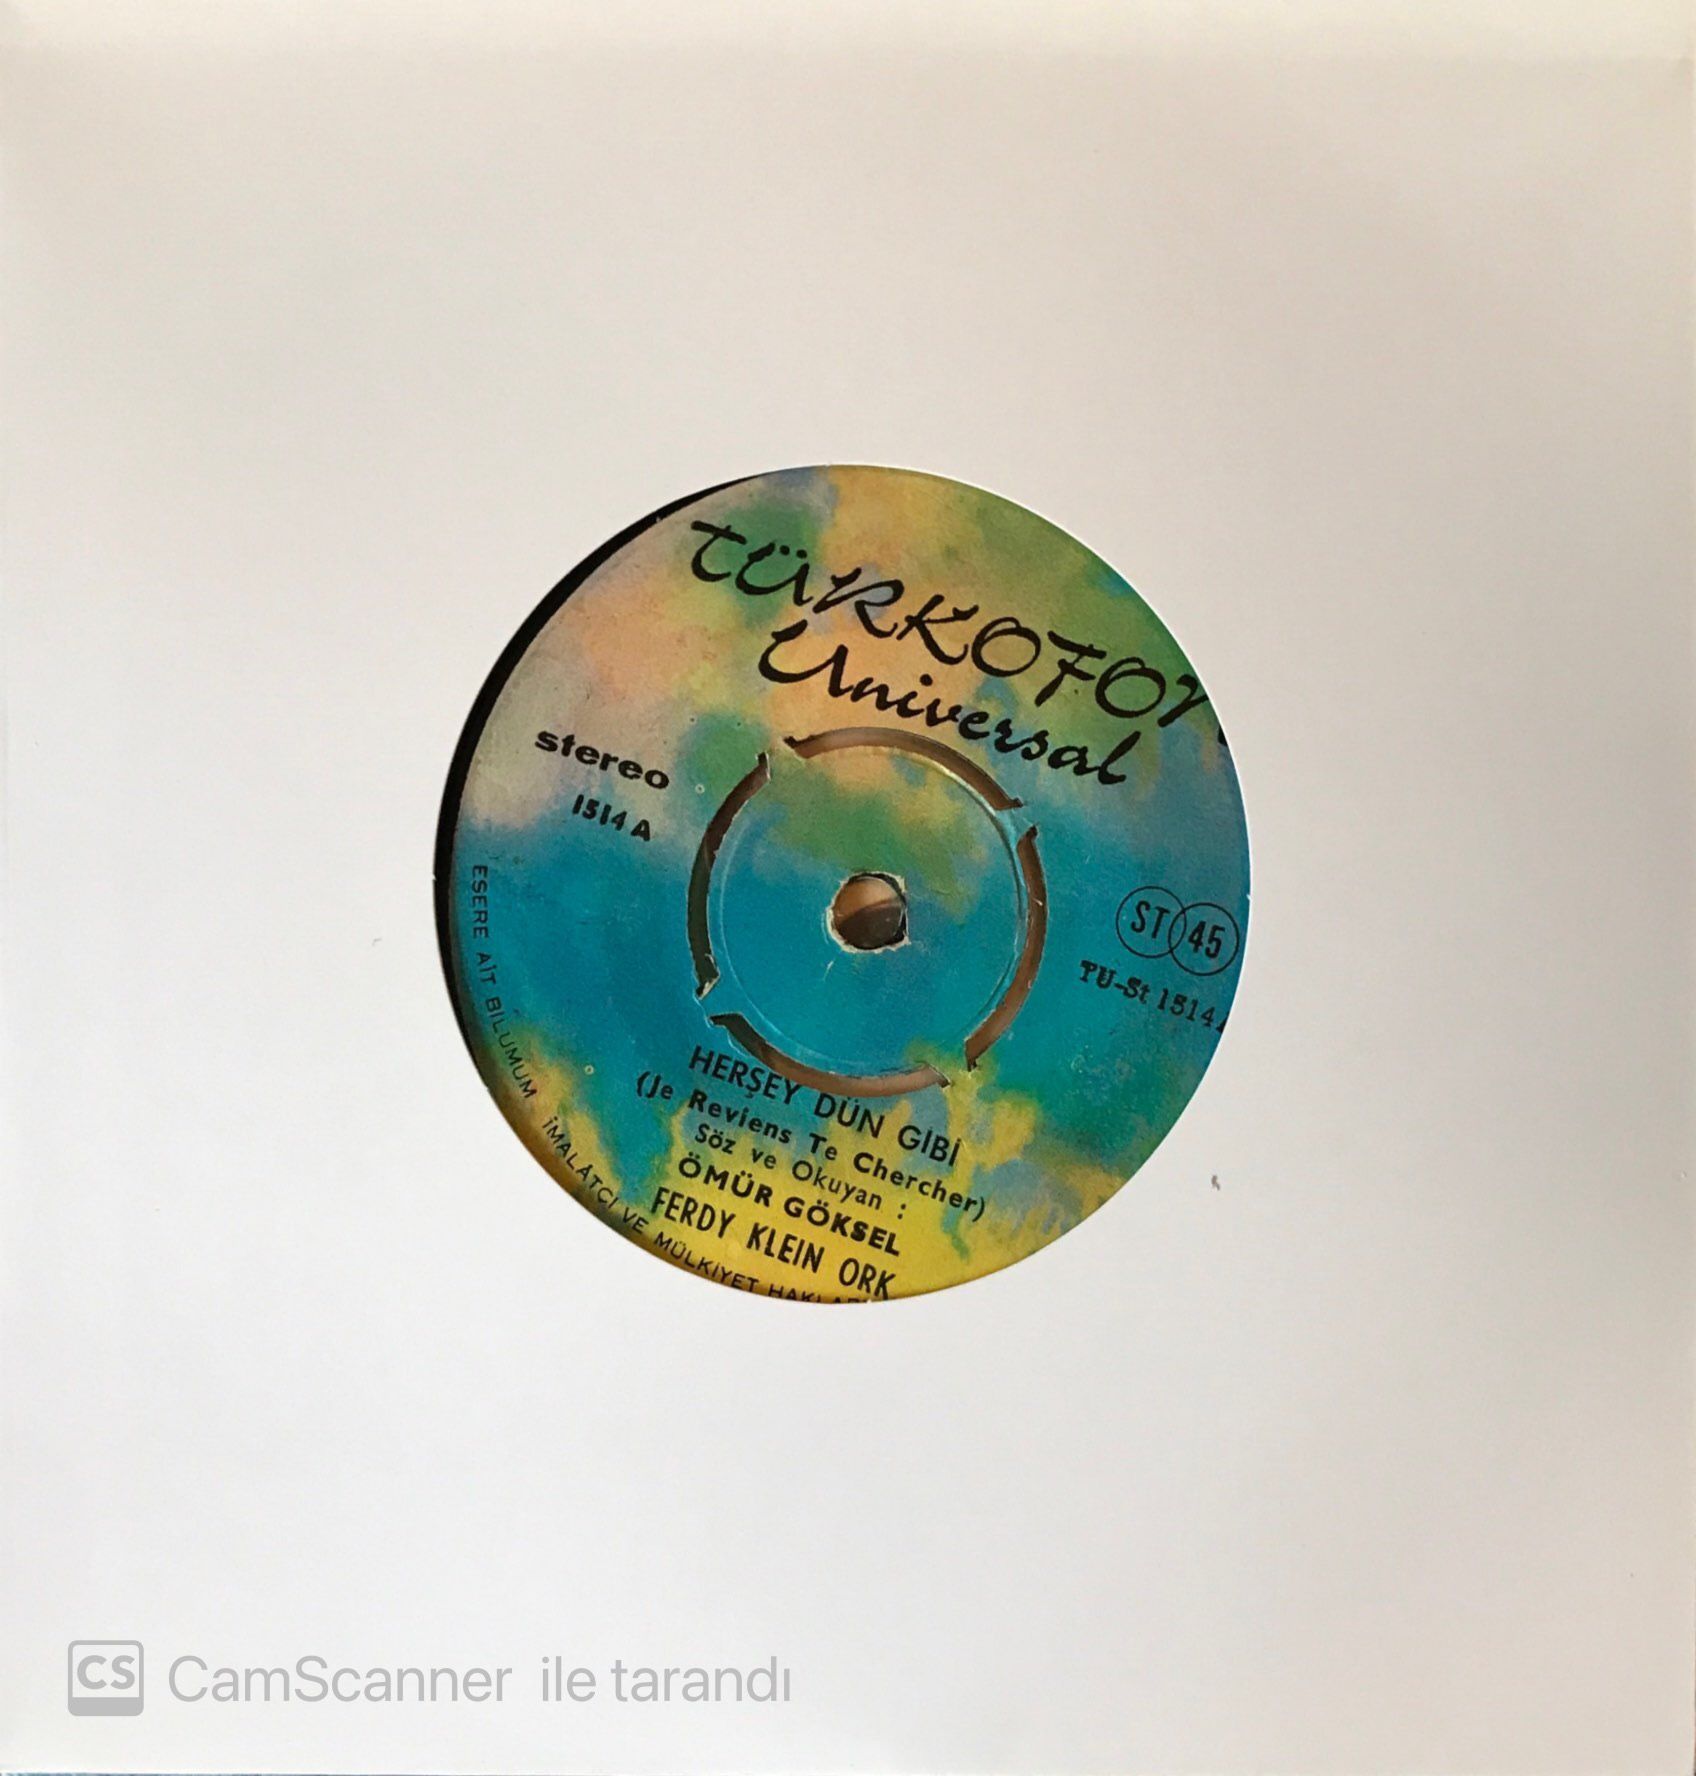 TÜRKOFON
Universal
stereo
1514 A
ST 45
TU-St 1514
HERŞEY DÜN GİBİ
(Je Reviens Te Chercher)
Söz ve Okuyan :
ÖMÜR GÖKSEL
FERDY KLEIN ORK
ESERE AİT BİLUMUM İMALATÇI VE MÜLKİYET
CS CamScanner ile tarandı